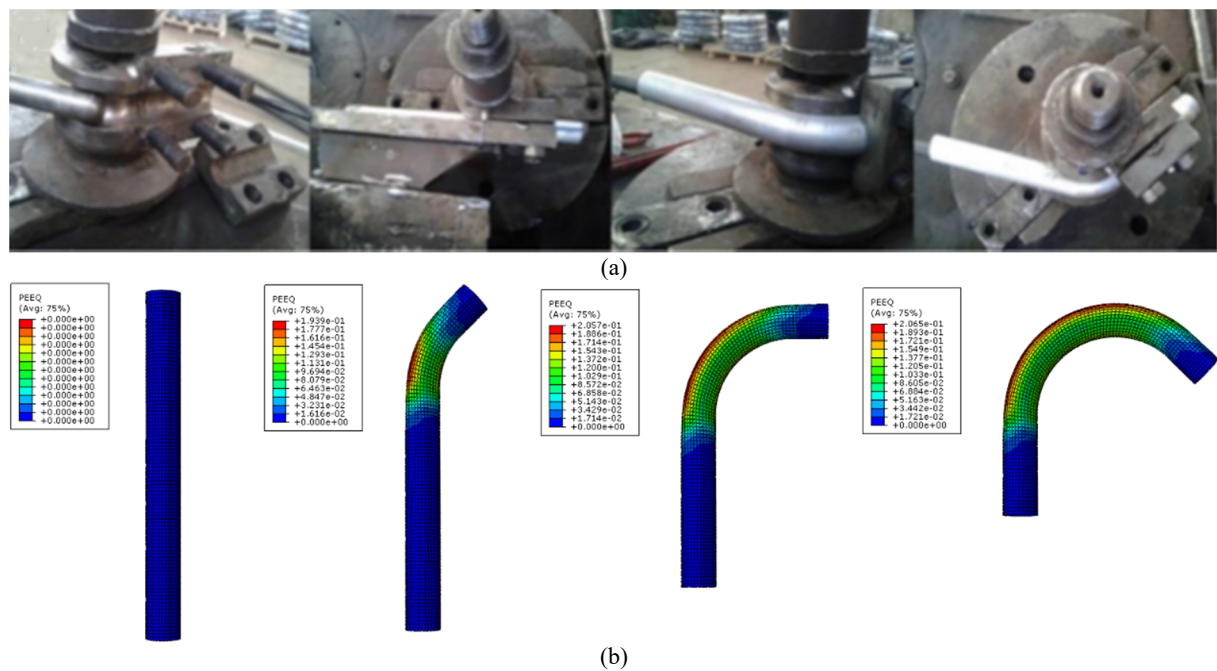 (a)
PEEQ
(Avg: 75%)
+0.000e+00
+0.000e+00
+0.000e+00
+0.000e+00
+0.000e+00
+0.000e+00
+0.000e+00
+0.000e+00
+0.000e+00
+0.000e+00
+0.000e+00
+0.000e+00
+0.000e+00
PEEQ
(Avg: 75%)
+1.939e-01
+1.777e-01
+1.616e-01
+1.454e-01
+1.293e-01
+1.131e-01
+9.694e-02
+8.079e-02
+6.463e-02
+4.847e-02
+3.231e-02
+1.616e-02
+0.000e+00
PEEQ
(Avg: 75%)
+2.057e-01
+1.886e-01
+1.714e-01
+1.543e-01
+1.372e-01
+1.200e-01
+1.029e-01
+8.572e-02
+6.858e-02
+5.143e-02
+3.429e-02
+1.714e-02
+0.000e+00
PEEQ
(Avg: 75%)
+2.065e-01
+1.893e-01
+1.721e-01
+1.549e-01
+1.377e-01
+1.205e-01
+1.033e-01
+8.605e-02
+6.884e-02
+5.163e-02
+3.442e-02
+1.721e-02
+0.000e+00
(b)